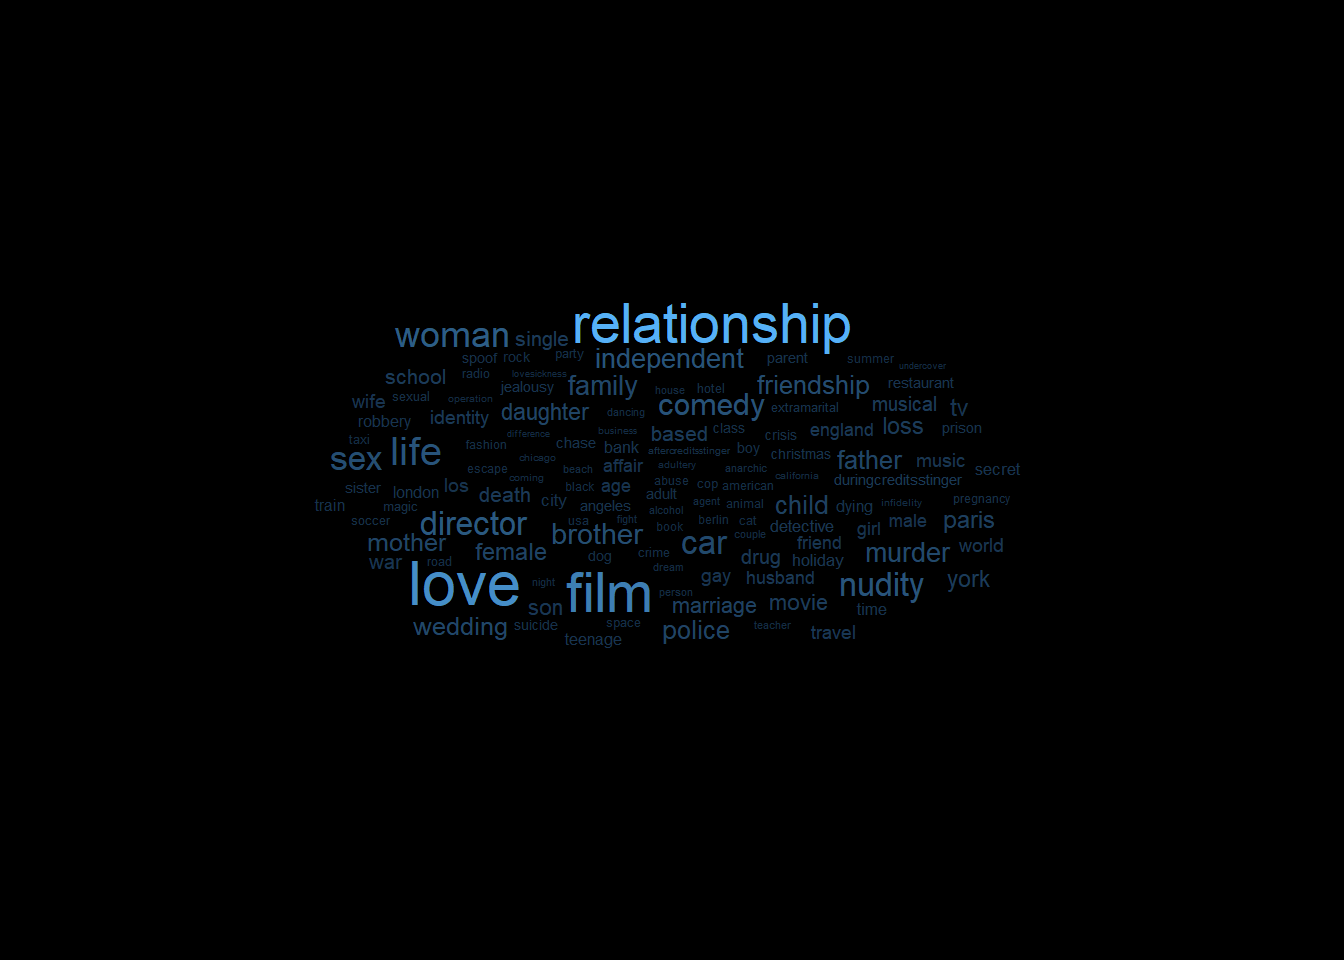 relationship
woman single
spoof rock party independent parent summer
undercover
school radio lovesickness jealousy family house hotel friendship restaurant
wife sexual operation daughter dancing comedy extramarital musical tv
robbery identity loss prison
taxi life fashion difference chase business based class crisis england
sex chicago bank aftercreditsstinger boy christmas father music
escape coming beach affair adultery anarchic california duringcreditsstinger secret
sister london los death black age abuse cop american
train magic city angeles adult agent animal child dying infidelity pregnancy
soccer director usa fight alcohol book berlin cat detective girl male paris
mother female brother car couple friend world
war road dog crime dream drug holiday murder
love night film person gay husband nudity york
son marriage movie time
wedding suicide space police teacher travel
teenage